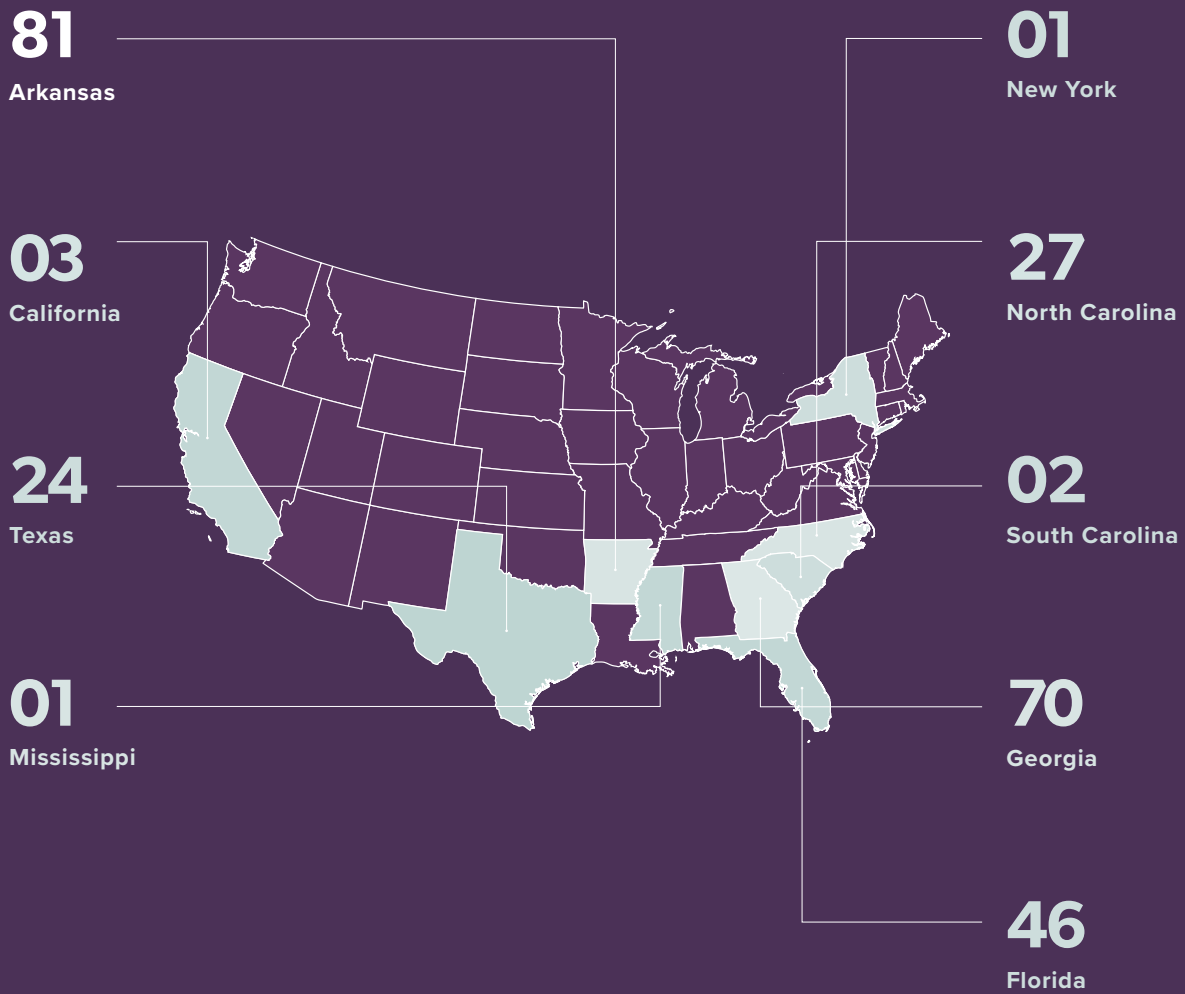 81
Arkansas
03
California
24
Texas
01
Mississippi
01
New York
27
North Carolina
02
South Carolina
70
Georgia
46
Florida